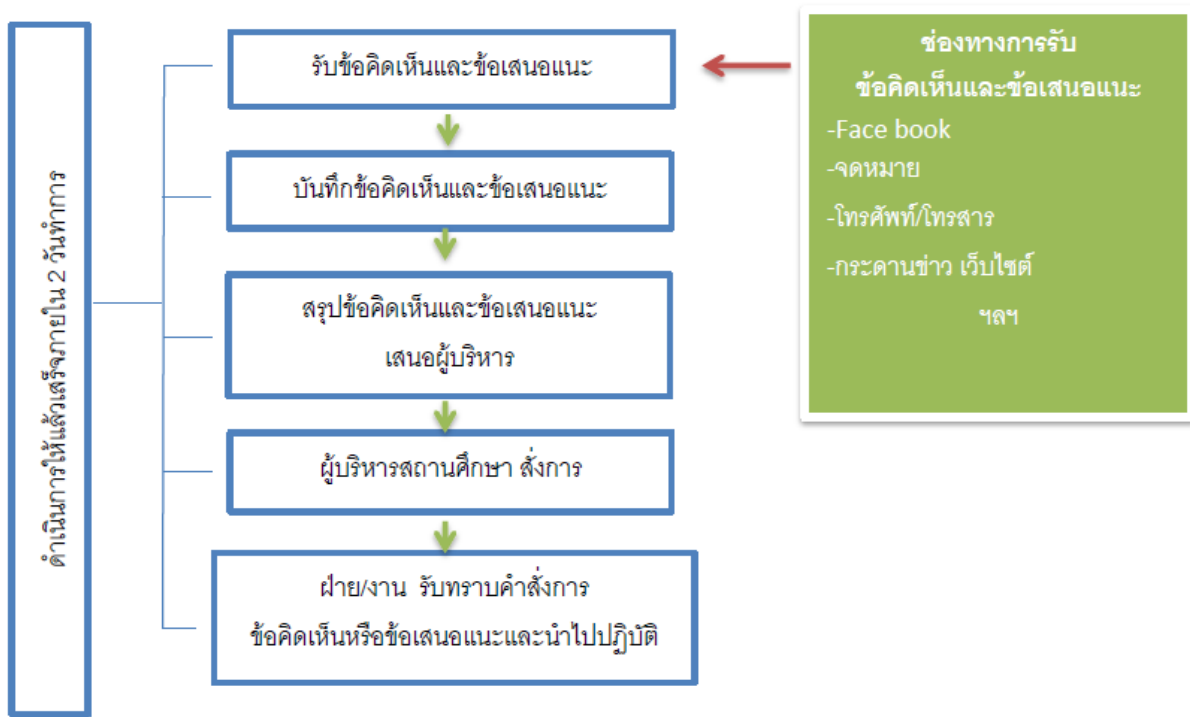 ดำเนินการให้แล้วเสร็จภายใน 2 วันทำการ
รับข้อคิดเห็นและข้อเสนอแนะ
บันทึกข้อคิดเห็นและข้อเสนอแนะ
สรุปข้อคิดเห็นและข้อเสนอแนะ
เสนอผู้บริหาร
ผู้บริหารสถานศึกษา สั่งการ
ฝ่าย/งาน รับทราบคำสั่งการ
ข้อคิดเห็นหรือข้อเสนอแนะและนำไปปฏิบัติ
ช่องทางการรับ
ข้อคิดเห็นและข้อเสนอแนะ
-Face book
-จดหมาย
-โทรศัพท์/โทรสาร
-กระดานข่าว เว็บไซต์
ฯลฯ